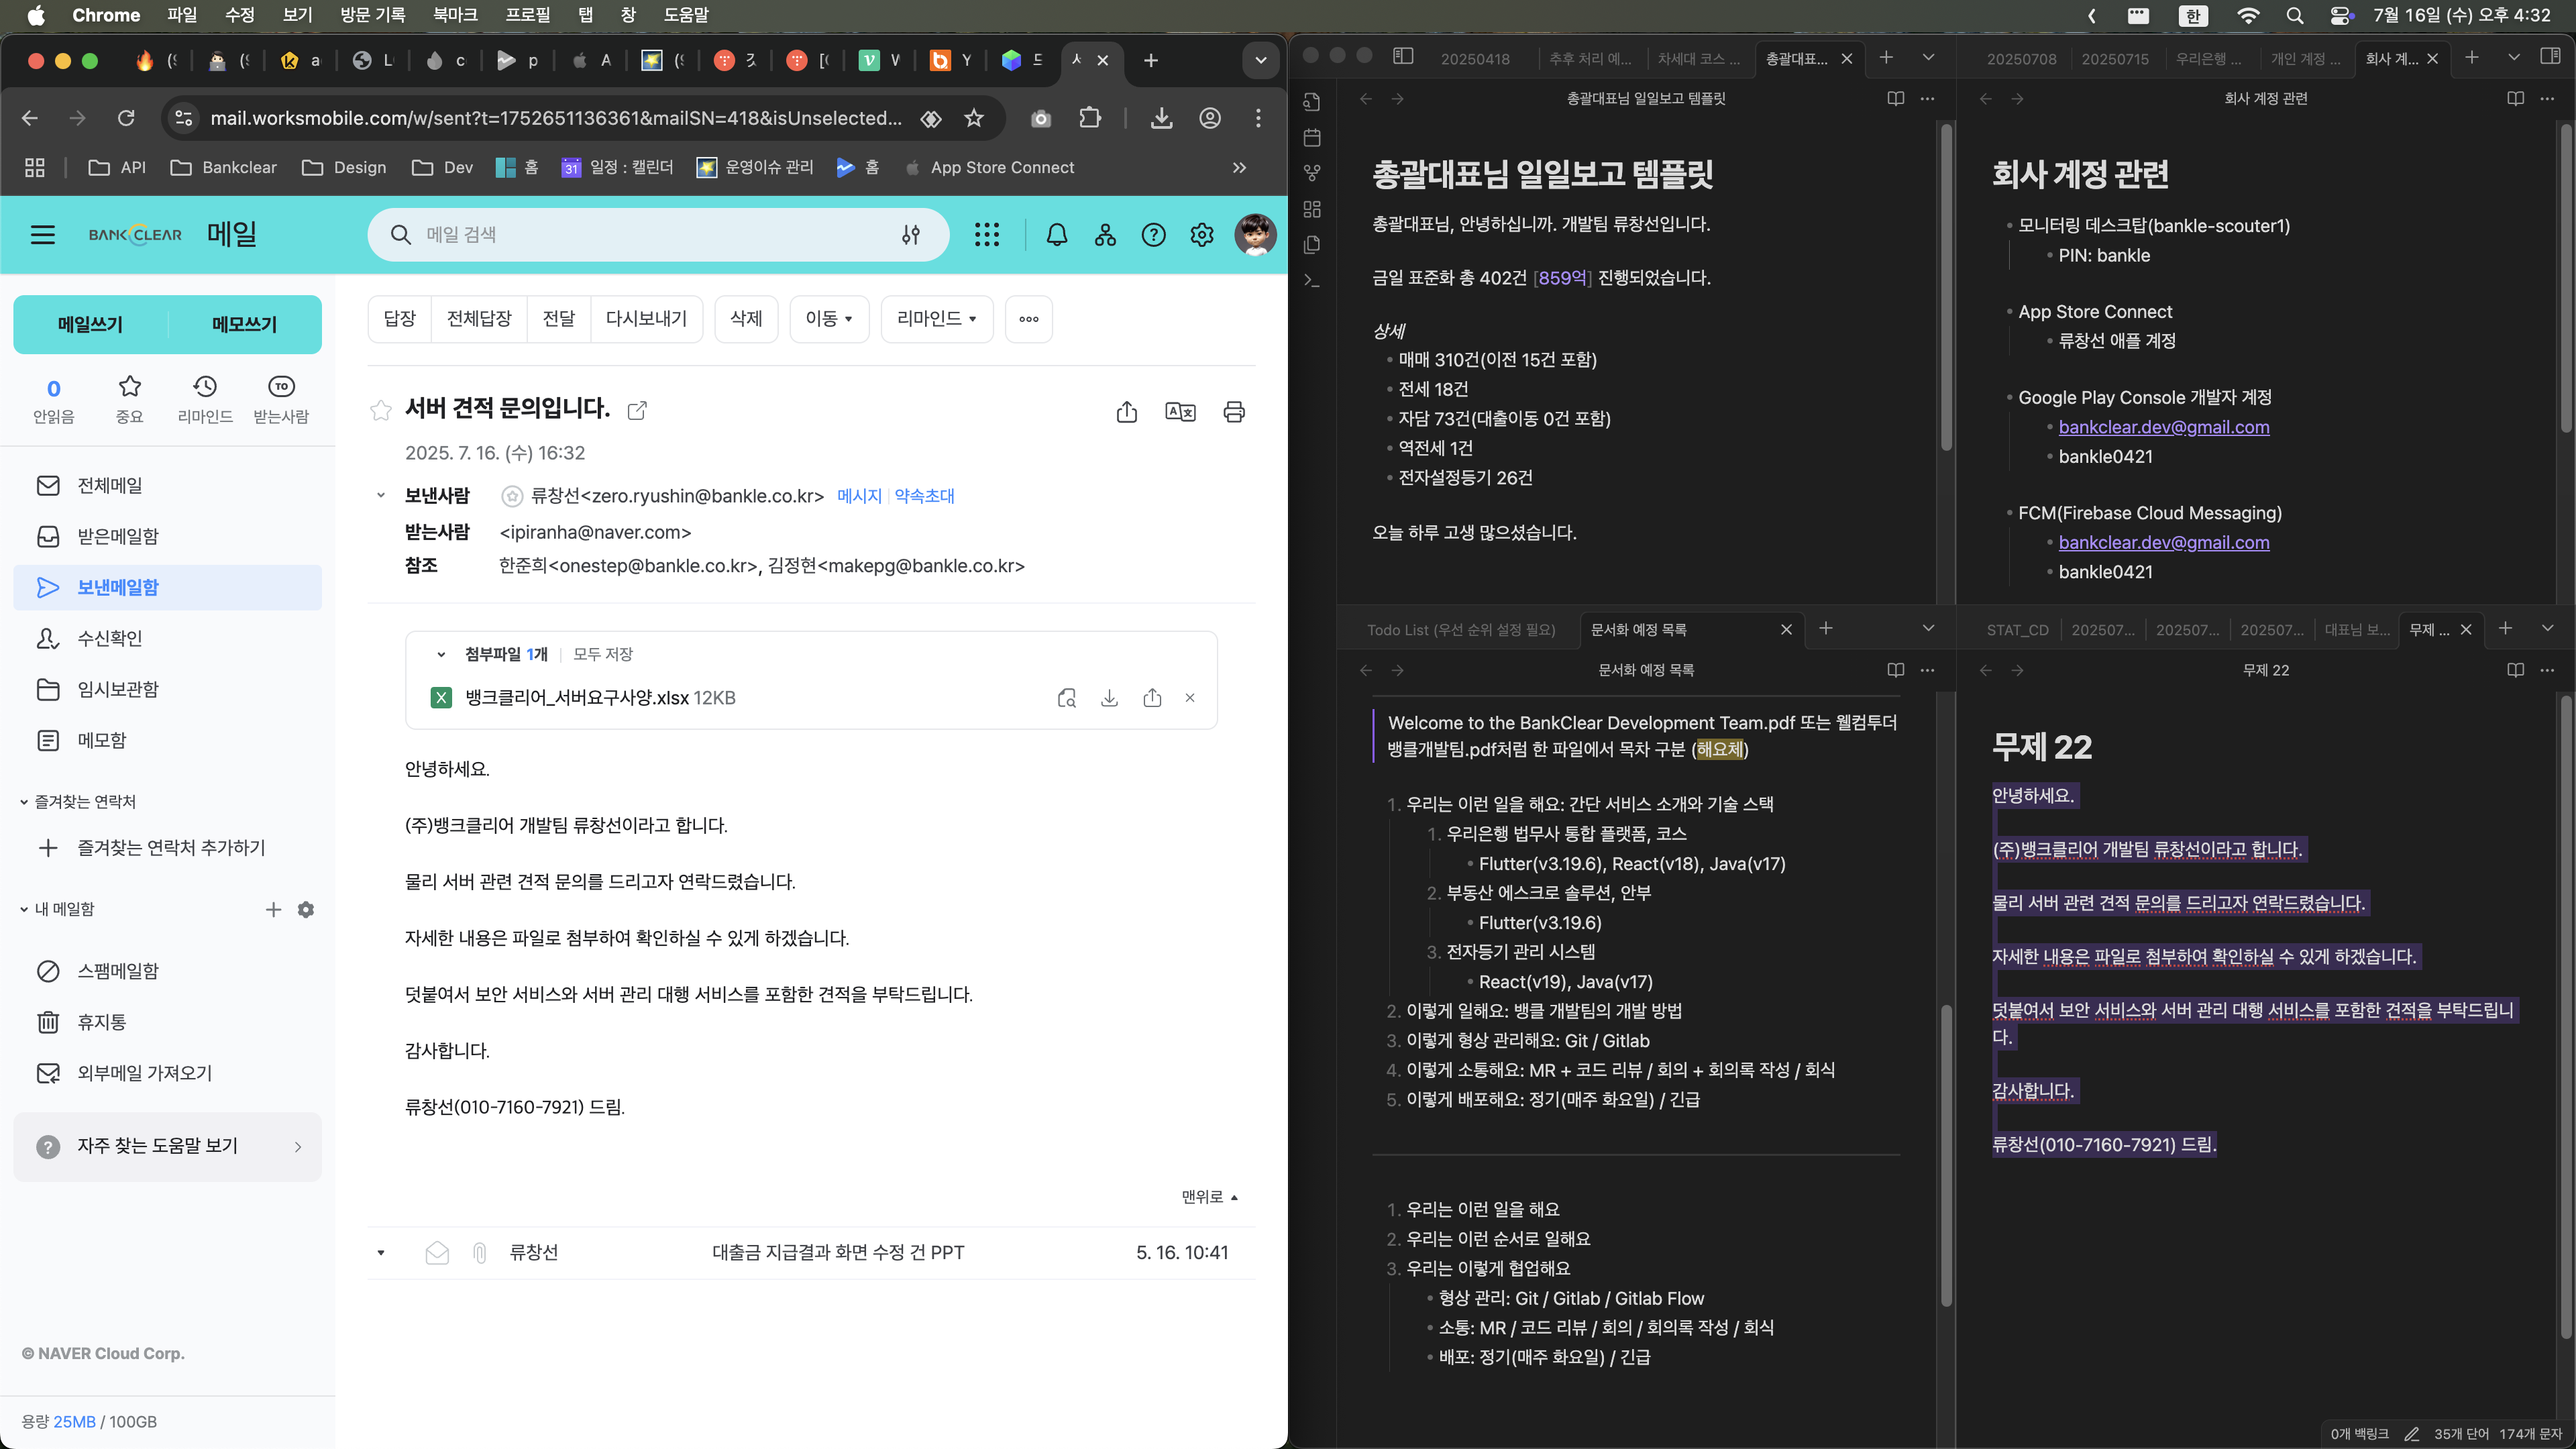 Chrome 파일 수정 보기 방문 기록 북마크 프로필 탭 창 도움말
한 7월 16일 (수) 오후 4:32
mail.worksmobile.com/w/sent?t=1752651136361&mailSN=418&isUnselected...
API Bankclear Design Dev 홈 일정 : 캘린더 운영이슈 관리 홈 App Store Connect
BANKCLEAR 메일
메일 검색
메일쓰기 메모쓰기
0
안읽음 중요 리마인드 받는사람
전체메일
받은메일함
보낸메일함
수신확인
임시보관함
메모함
즐겨찾는 연락처
즐겨찾는 연락처 추가하기
내 메일함
스팸메일함
휴지통
외부메일 가져오기
자주 찾는 도움말 보기
© NAVER Cloud Corp.
용량 25MB / 100GB
답장 전체답장 전달 다시보내기 삭제 이동 리마인드
서버 견적 문의입니다.
2025. 7. 16. (수) 16:32
보낸사람 류창선<zero.ryushin@bankle.co.kr> 메시지 약속초대
받는사람 <ipiranha@naver.com>
참조 한준희<onestep@bankle.co.kr>, 김정현<makepg@bankle.co.kr>
첨부파일 1개 모두 저장
뱅크클리어_서버요구사양.xlsx 12KB
안녕하세요.
(주)뱅크클리어 개발팀 류창선이라고 합니다.
물리 서버 관련 견적 문의를 드리고자 연락드렸습니다.
자세한 내용은 파일로 첨부하여 확인하실 수 있게 하겠습니다.
덧붙여서 보안 서비스와 서버 관리 대행 서비스를 포함한 견적을 부탁드립니다.
감사합니다.
류창선(010-7160-7921) 드림.
맨위로
류창선 대출금 지급결과 화면 수정 건 PPT 5. 16. 10:41
20250418 추후 처리 예... 차세대 코스 ... 총괄대표...
총괄대표님 일일보고 템플릿
총괄대표님 일일보고 템플릿
총괄대표님, 안녕하십니까. 개발팀 류창선입니다.
금일 표준화 총 402건 [859억] 진행되었습니다.
상세
매매 310건(이전 15건 포함)
전세 18건
자담 73건(대출이동 0건 포함)
역전세 1건
전자설정등기 26건
오늘 하루 고생 많으셨습니다.
20250708 20250715 우리은행 ... 개인 계정 ... 회사 계...
회사 계정 관련
회사 계정 관련
모니터링 데스크탑(bankle-scouter1)
PIN: bankle
App Store Connect
류창선 애플 계정
Google Play Console 개발자 계정
bankclear.dev@gmail.com
bankle0421
FCM(Firebase Cloud Messaging)
bankclear.dev@gmail.com
bankle0421
Todo List (우선 순위 설정 필요) 문서화 예정 목록
문서화 예정 목록
Welcome to the BankClear Development Team.pdf 또는 웰컴투더
뱅클개발팀.pdf처럼 한 파일에서 목차 구분 (해요체)
1. 우리는 이런 일을 해요: 간단 서비스 소개와 기술 스택
1. 우리은행 법무사 통합 플랫폼, 코스
Flutter(v3.19.6), React(v18), Java(v17)
2. 부동산 에스크로 솔루션, 안부
Flutter(v3.19.6)
3. 전자등기 관리 시스템
React(v19), Java(v17)
2. 이렇게 일해요: 뱅클 개발팀의 개발 방법
3. 이렇게 형상 관리해요: Git / Gitlab
4. 이렇게 소통해요: MR + 코드 리뷰 / 회의 + 회의록 작성 / 회식
5. 이렇게 배포해요: 정기(매주 화요일) / 긴급
1. 우리는 이런 일을 해요
2. 우리는 이런 순서로 일해요
3. 우리는 이렇게 협업해요
형상 관리: Git / Gitlab / Gitlab Flow
소통: MR / 코드 리뷰 / 회의 / 회의록 작성 / 회식
배포: 정기(매주 화요일) / 긴급
STAT_CD 202507... 202507... 202507... 대표님 보... 무제 ...
무제 22
무제 22
안녕하세요.
(주)뱅크클리어 개발팀 류창선이라고 합니다.
물리 서버 관련 견적 문의를 드리고자 연락드렸습니다.
자세한 내용은 파일로 첨부하여 확인하실 수 있게 하겠습니다.
덧붙여서 보안 서비스와 서버 관리 대행 서비스를 포함한 견적을 부탁드립니
다.
감사합니다.
류창선(010-7160-7921) 드림.
0개 백링크 35개 단어 174개 문자